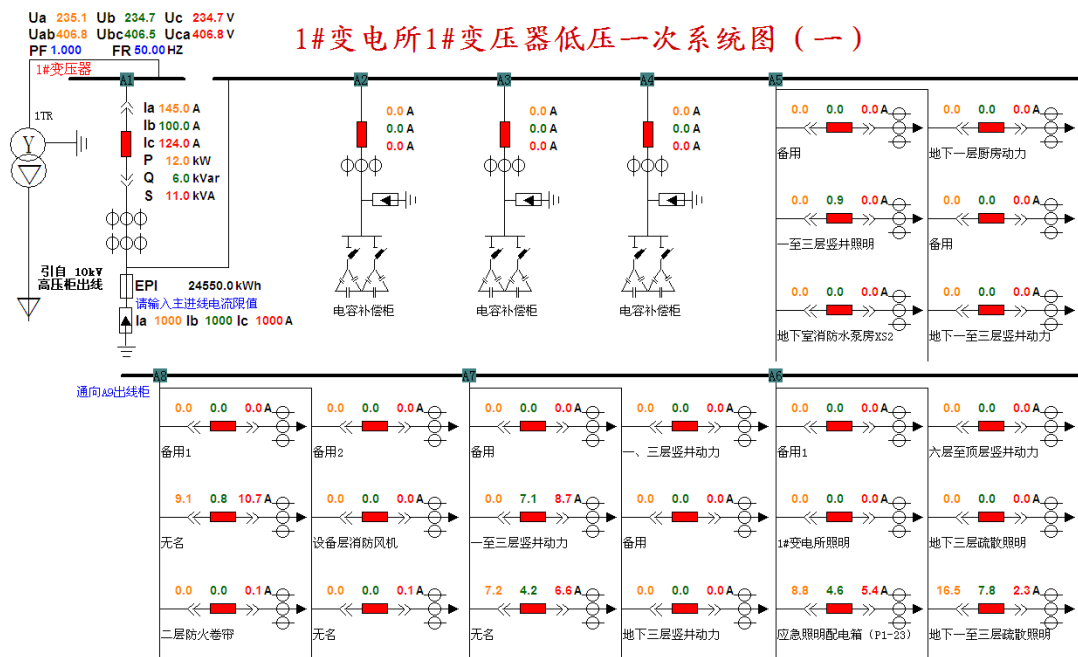 Ua 235.1 Ub 234.7 Uc 234.7 V
Uab 406.8 Ubc 406.5 Uca 406.8 V
PF 1.000 FR 50.00 HZ
1#变电所1#变压器低压一次系统图（一）
1#变压器
A1
A2
A3
A4
A5
1TR
Y
Ia 145.0 A
Ib 100.0 A
Ic 124.0 A
P 12.0 kW
Q 6.0 kVar
S 11.0 kVA
引自 10kV
高压柜出线
EPI 24550.0 kWh
请输入主进线电流限值
Ia 1000 Ib 1000 Ic 1000 A
0.0 A
0.0 A
0.0 A
电容补偿柜
0.0 A
0.0 A
0.0 A
电容补偿柜
0.0 A
0.0 A
0.0 A
电容补偿柜
0.0 0.0 0.0 A
备用
0.0 0.0 0.0 A
地下一层厨房动力
0.0 0.9 0.0 A
一至三层竖井照明
0.0 0.0 0.0 A
备用
0.0 0.0 0.0 A
地下室消防水泵房XS2
0.0 0.0 0.0 A
地下一至三层竖井动力
A8
A7
A6
通向A9出线柜
0.0 0.0 0.0 A
备用1
0.0 0.0 0.0 A
备用2
0.0 0.0 0.0 A
备用
0.0 0.0 0.0 A
一、三层竖井动力
0.0 0.0 0.0 A
备用1
0.0 0.0 0.0 A
六层至顶层竖井动力
9.1 0.8 10.7 A
无名
0.0 0.0 0.0 A
设备层消防风机
0.0 7.1 8.7 A
一至三层竖井动力
0.0 0.0 0.0 A
备用
0.0 0.0 0.0 A
1#变电所照明
0.0 0.0 0.0 A
地下三层疏散照明
0.0 0.0 0.1 A
二层防火卷帘
0.0 0.0 0.1 A
无名
7.2 4.2 6.6 A
无名
0.0 0.0 0.0 A
地下三层竖井动力
8.8 4.6 5.4 A
应急照明配电箱（P1-23）
16.5 7.8 2.3 A
地下一至三层疏散照明